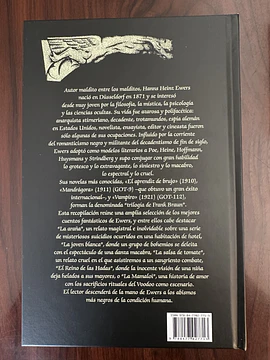 Autor maldito entre los malditos, Hanns Heinz Ewers
nació en Düsseldorf en 1871 y se interesó
desde muy joven por la filosofía, la mística, la psicología
y las ciencias ocultas. Su vida fue azarosa y polifacética:
anarquista stirneriano, decadente, trotamundos, espía alemán
en Estados Unidos, novelista, ensayista, editor y cineasta fueron
sólo algunas de sus ocupaciones. Influido por la corriente
del romanticismo negro y militante del decadentismo de fin de siglo,
Ewers adoptó como modelos literarios a Poe, Heine, Hoffmann,
Huysmans y Strindberg y supo conjugar con gran habilidad
lo grotesco y lo extravagante, lo siniestro y lo macabro,
lo espectral y lo cruel.
Sus novelas más conocidas, «El aprendiz de brujo» (1910),
«Mandrágora» (1911) (GOT-9) –que obtuvo un gran éxito
internacional–, y «Vampiro» (1921) (GOT-112),
forman la denominada "trilogía de Frank Braun".
Esta recopilación reúne una amplia selección de los mejores
cuentos fantásticos de Ewers, y entre ellos cabe destacar:
"La araña", un relato magistral e inolvidable sobre una serie
de misteriosos suicidios ocurridos en una habitación de hotel,
"La joven blanca", donde un grupo de bohemios se deleita
con el espectáculo de una danza macabra, "La salsa de tomate",
un relato cruel en el que asistiremos a un sangriento combate,
"El Reino de las Hadas", donde la inocente visión de una niña
deja helados a sus mayores, o "La Mamaloi", una historia de amor
con los sacrificios rituales del Voodoo como escenario.
El lector descenderá de la mano de Ewers a los abismos
más negros de la condición humana.